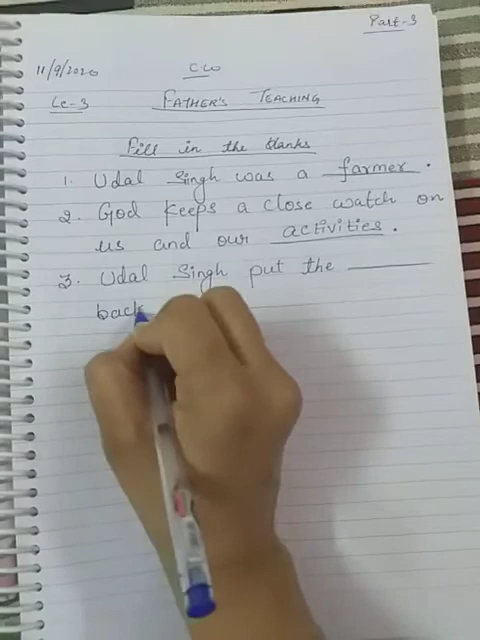 Part-3
11/9/2020 C.W
Le-3 FATHER'S TEACHING
Fill in the blanks
1. Udal Singh was a farmer.
2. God keeps a close watch on
us and our activities.
3. Udal Singh put the ______
back